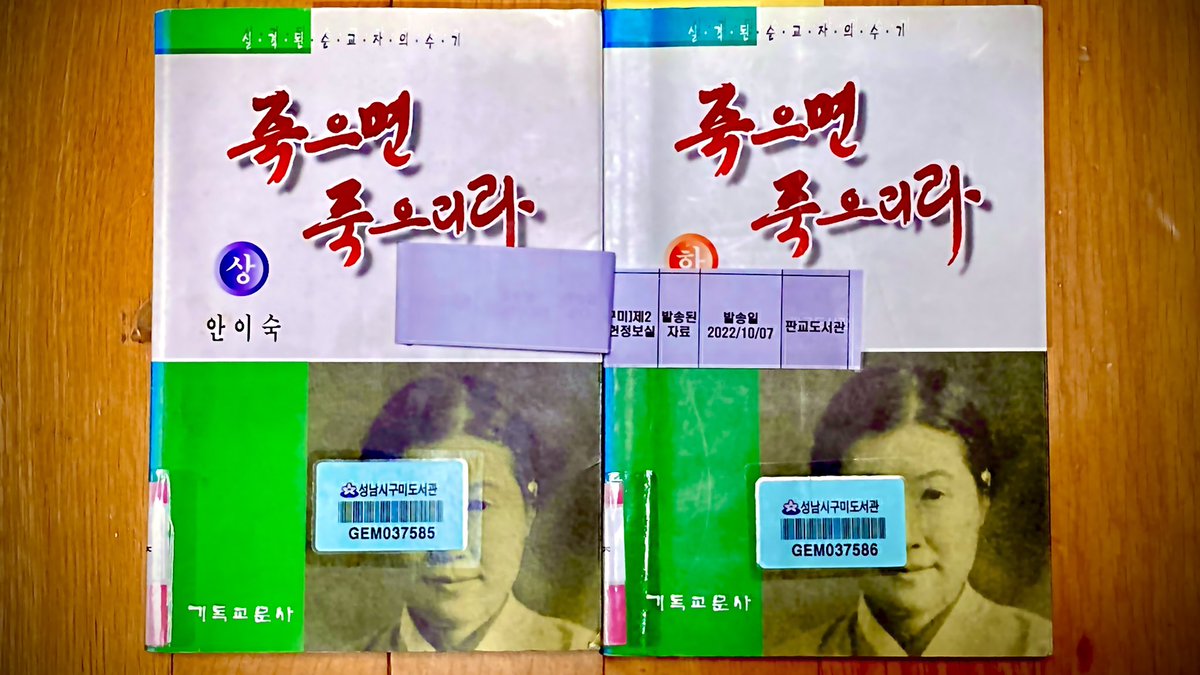 실·격·된·순·교·자·의·수·기
죽으면
죽으리라
상
안이숙
성남시구미도서관
GEM037585
기독교문사
실·격·된·순·교·자·의·수·기
죽으면
죽으리라
하
구미]제2
헌정보실
발송된
자료
발송일
2022/10/07
판교도서관
성남시구미도서관
GEM037586
기독교문사